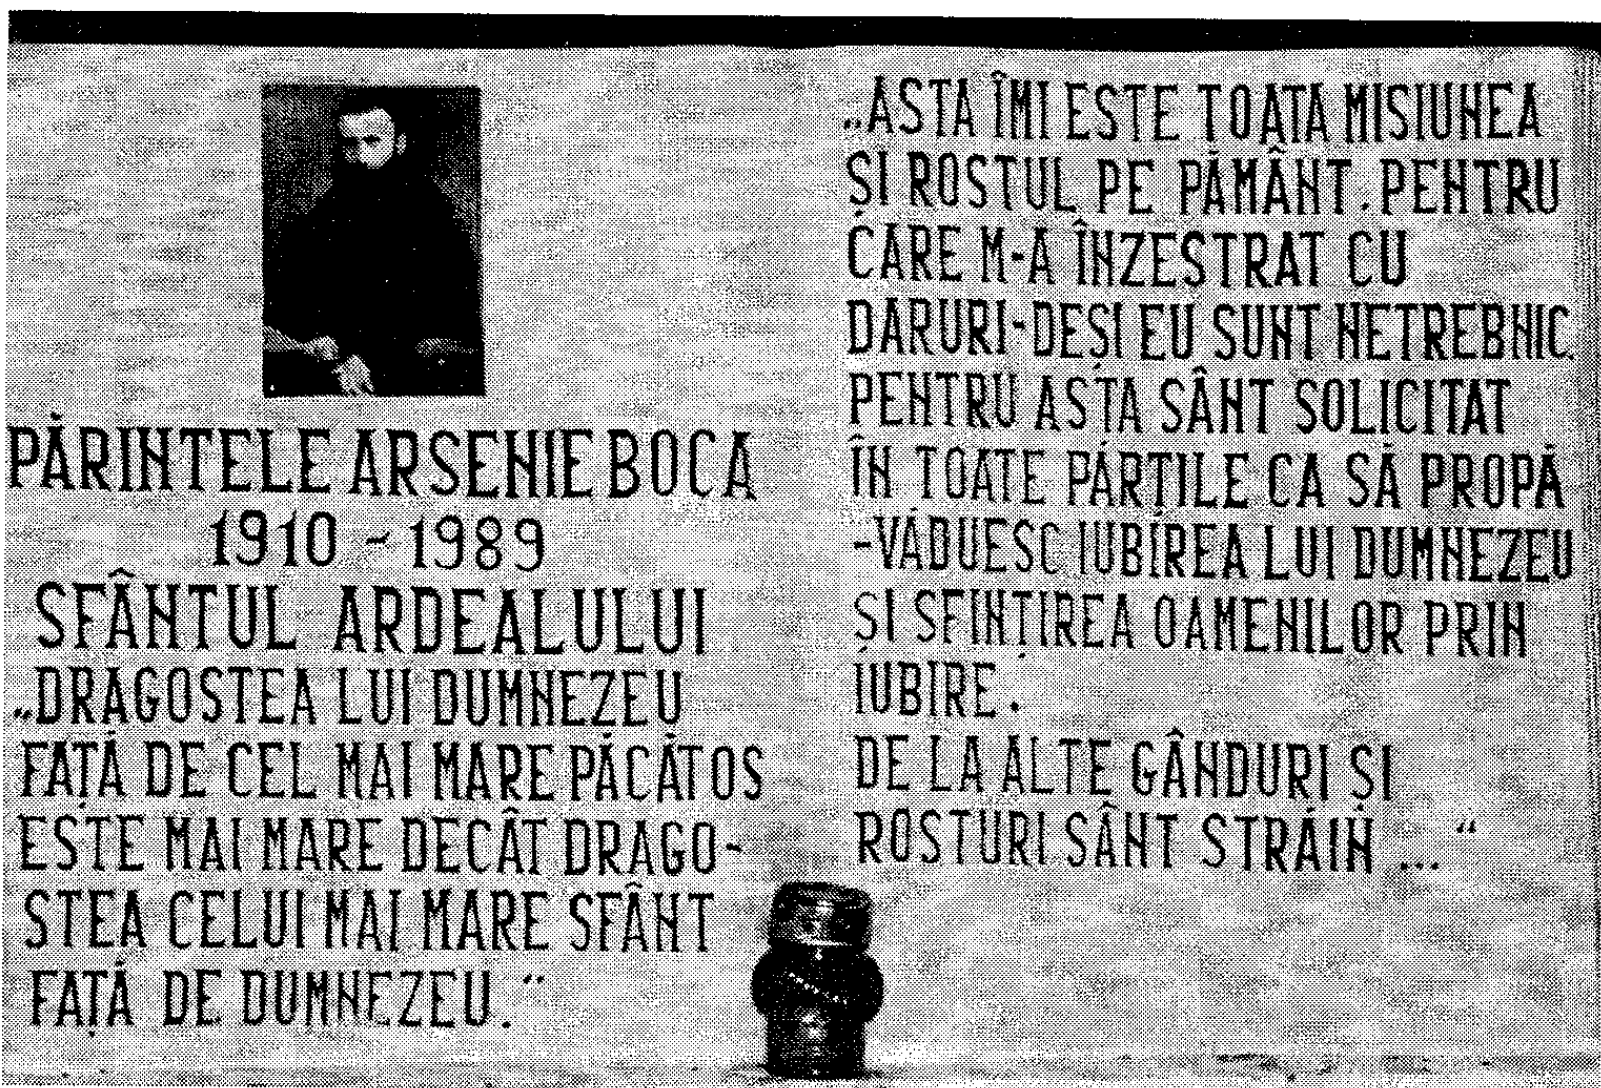 PĂRINTELE ARSENIE BOCA
1910 - 1989
SFÂNTUL ARDEALULUI
„DRAGOSTEA LUI DUMNEZEU
FAȚĂ DE CEL MAI MARE PĂCĂTOS
ESTE MAI MARE DECÂT DRAGO-
STEA CELUI MAI MARE SFÂNT
FAȚĂ DE DUMNEZEU.“
„ASTA ÎMI ESTE TOATĂ MISIUNEA
ȘI ROSTUL PE PĂMÂNT. PENTRU
CARE M-A ÎNZESTRAT CU
DARURI-DEȘI EU SUNT NETREBNIC.
PENTRU ASTA SÂNT SOLICITAT
ÎN TOATE PĂRȚILE CA SĂ PROPĂ
-VĂDUESC IUBIREA LUI DUMNEZEU
ȘI SFINȚIREA OAMENILOR PRIN
IUBIRE.
DE LA ALTE GÂNDURI ȘI
ROSTURI SÂNT STRĂIN ...“